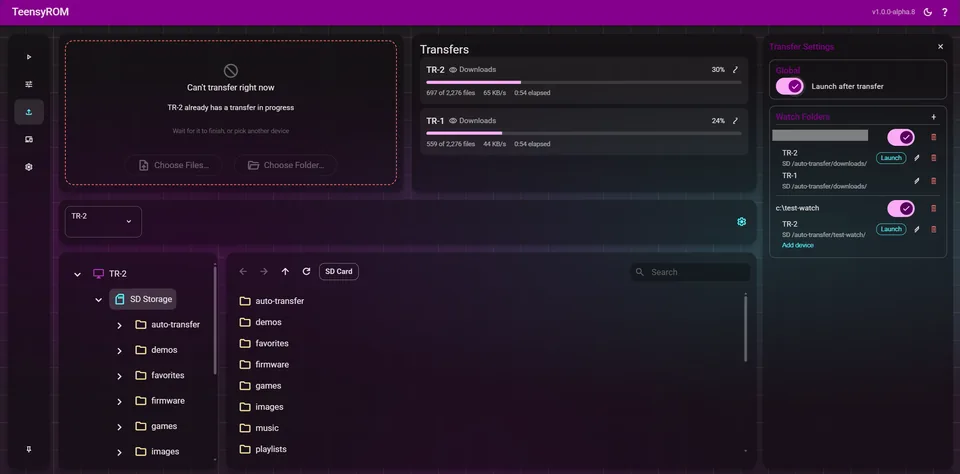 TeensyROM
v1.0.0-alpha.8
?
Can't transfer right now
TR-2 already has a transfer in progress
Wait for it to finish, or pick another device
Choose Files...
Choose Folder...
Transfers
TR-2 Downloads 30%
697 of 2,276 files 65 KB/s 0:54 elapsed
TR-1 Downloads 24%
559 of 2,276 files 44 KB/s 0:54 elapsed
Transfer Settings
Global
Launch after transfer
Watch Folders
TR-2
SD /auto-transfer/downloads/
Launch
TR-1
SD /auto-transfer/downloads/
c:\test-watch
TR-2
SD /auto-transfer/test-watch/
Launch
Add device
TR-2
TR-2
SD Storage
auto-transfer
demos
favorites
firmware
games
images
SD Card
Search
auto-transfer
demos
favorites
firmware
games
images
music
playlists